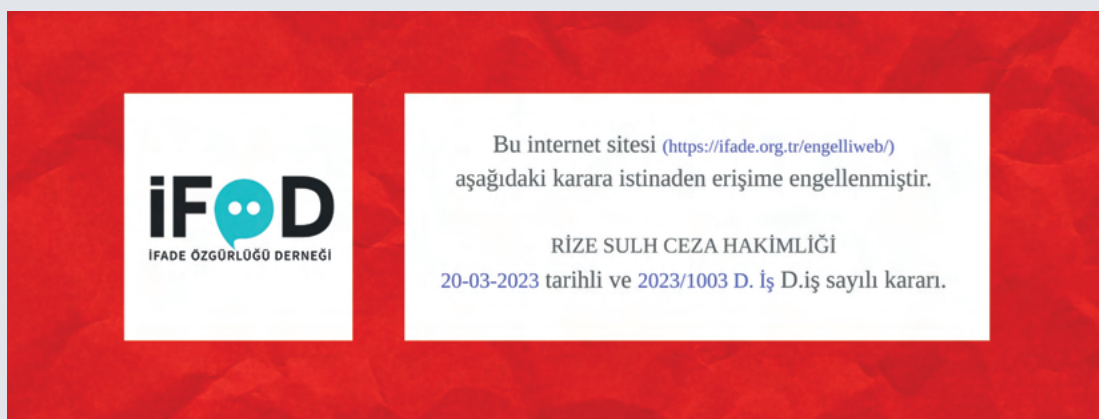 iFOD
İFADE ÖZGÜRLÜĞÜ DERNEĞİ
Bu internet sitesi (https://ifade.org.tr/engelliweb/)
aşağıdaki karara istinaden erişime engellenmiştir.
RİZE SULH CEZA HAKİMLİĞİ
20-03-2023 tarihli ve 2023/1003 D. İş D.iş sayılı kararı.